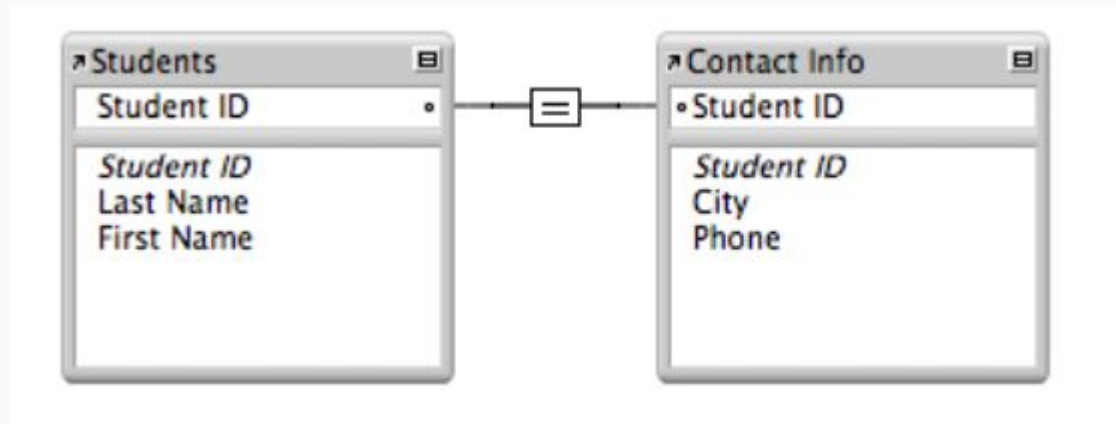 Students
Student ID
Student ID
Last Name
First Name
=
Contact Info
Student ID
Student ID
City
Phone